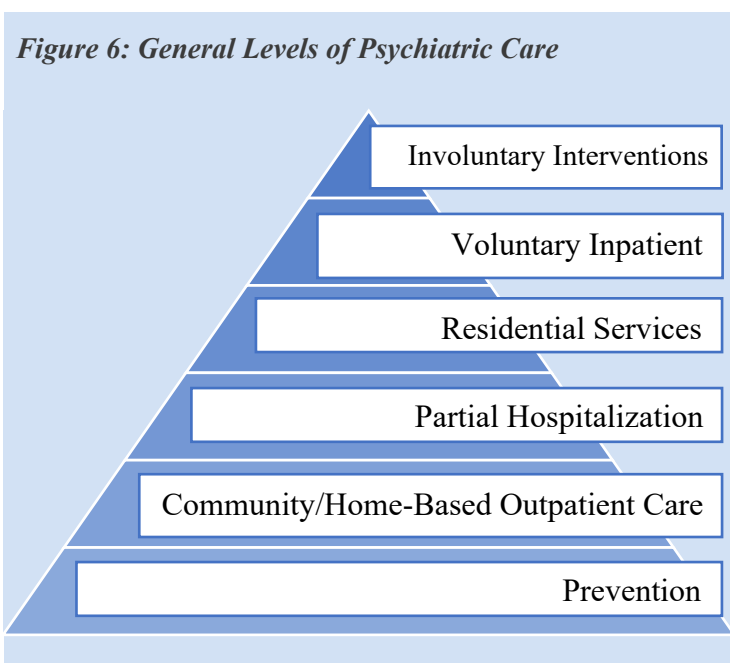 Figure 6: General Levels of Psychiatric Care
Involuntary Interventions
Voluntary Inpatient
Residential Services
Partial Hospitalization
Community/Home-Based Outpatient Care
Prevention